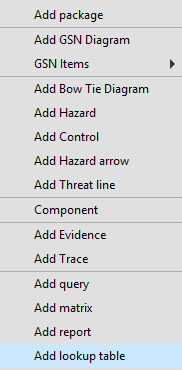 Add package
Add GSN Diagram
GSN Items
Add Bow Tie Diagram
Add Hazard
Add Control
Add Hazard arrow
Add Threat line
Component
Add Evidence
Add Trace
Add query
Add matrix
Add report
Add lookup table